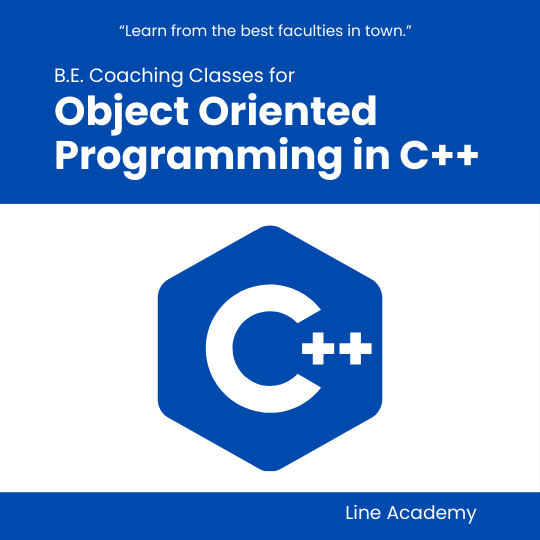 “Learn from the best faculties in town.”
B.E. Coaching Classes for
Object Oriented
Programming in C++
C++
Line Academy